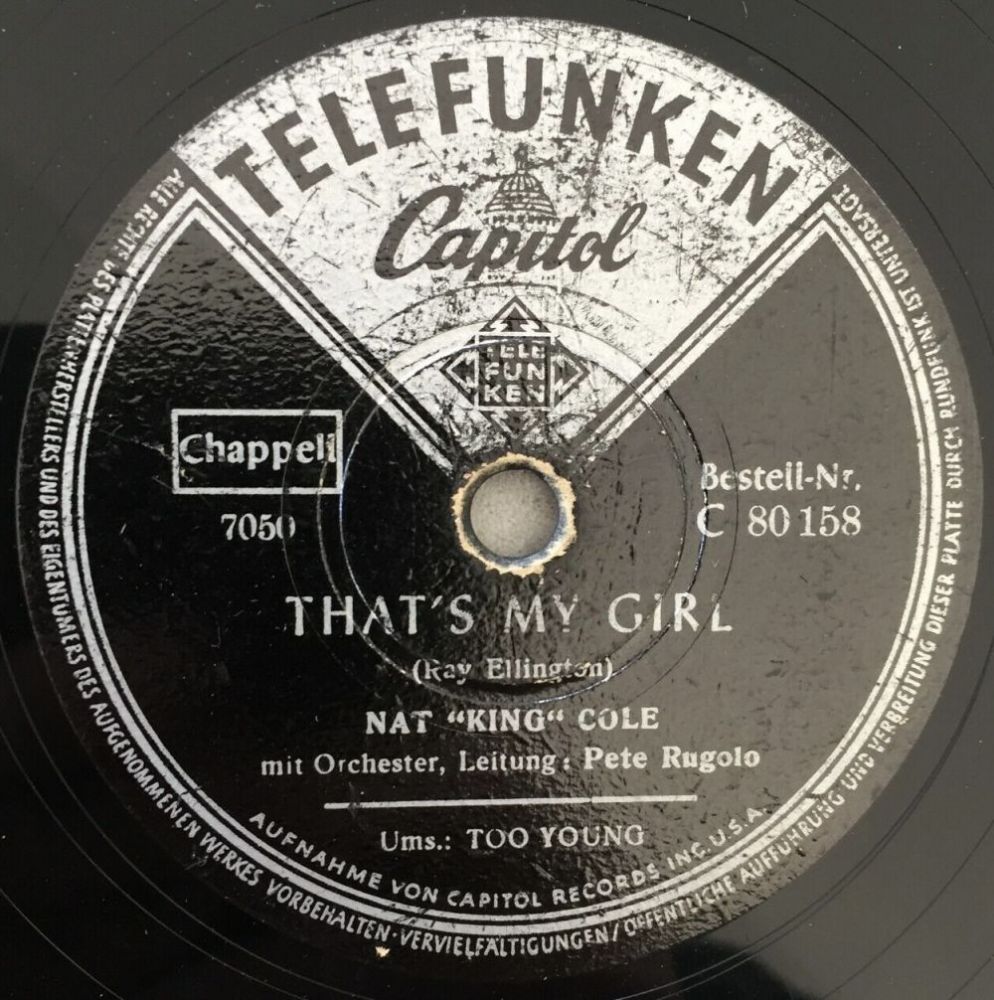 TELEFUNKEN
Capitol
TELE
FUN
KEN
Chappell
7050
Bestell-Nr.
C 80 158
THAT'S MY GIRL
(Ray Ellington)
NAT “KING“ COLE
mit Orchester, Leitung: Pete Rugolo
Ums.: TOO YOUNG
AUFNAHME VON CAPITOL RECORDS INC. U.S.A.
ALLE RECHTE DES PLATTENHERSTELLERS UND DES EIGENTÜMERS DES AUFGENOMMENEN WERKES VORBEHALTEN·VERVIELFÄLTIGUNGEN/ÖFFENTLICHE AUFFÜHRUNG UND VERBREITUNG DIESER PLATTE DURCH RUNDFUNK IST UNTERSAGT